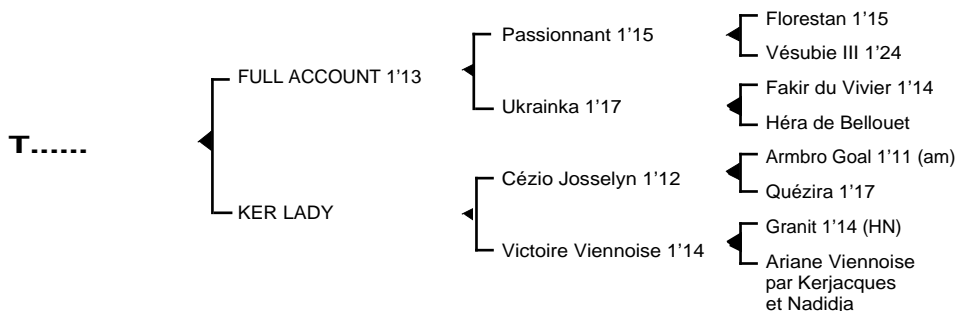 Florestan 1’15
Passionnant 1’15
Vésubie III 1’24
FULL ACCOUNT 1’13
Fakir du Vivier 1’14
Ukrainka 1’17
Héra de Bellouet
T......
Armbro Goal 1’11 (am)
Cézio Josselyn 1’12
Quézira 1’17
KER LADY
Granit 1’14 (HN)
Victoire Viennoise 1’14
Ariane Viennoise
par Kerjacques
et Nadidja